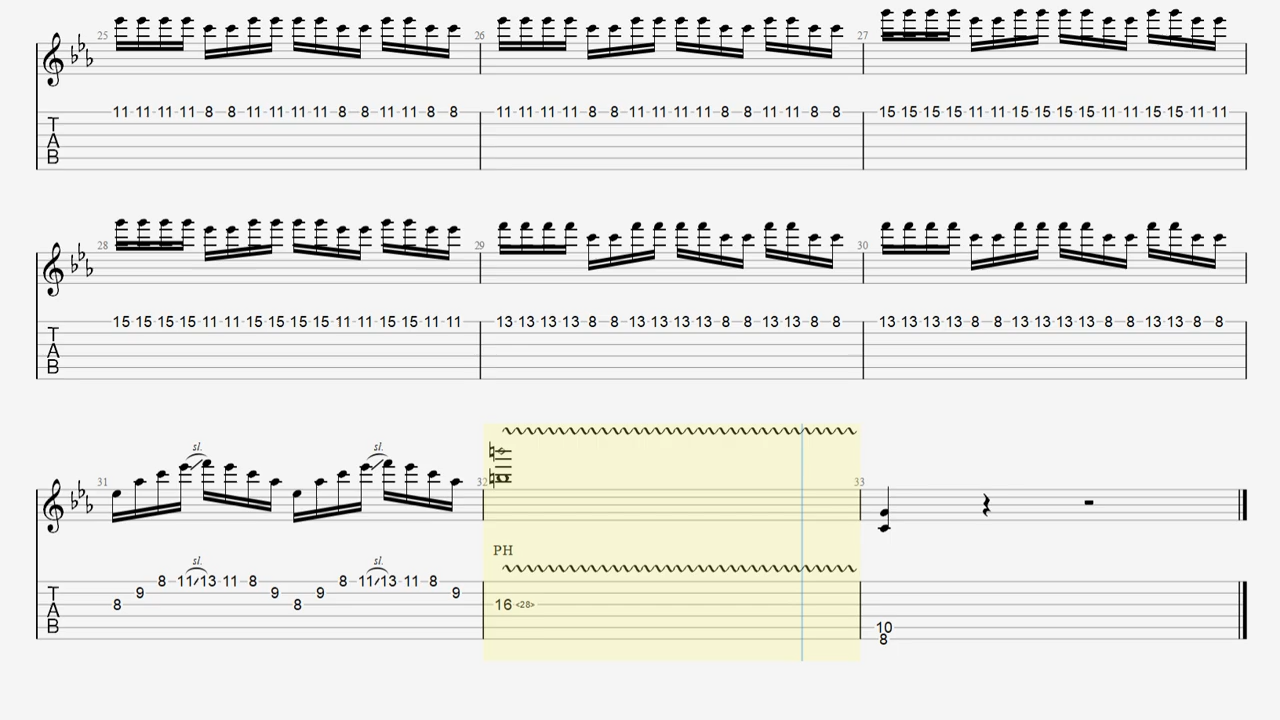 25 26 27
11 11 11 11 8 8 11 11 11 11 8 8 11 11 8 8 11 11 11 11 8 8 11 11 11 11 8 8 11 11 8 8 15 15 15 15 11 11 15 15 15 15 11 11 15 15 11 11
T
A
B
28 29 30
15 15 15 15 11 11 15 15 15 15 11 11 15 15 11 11 13 13 13 13 8 8 13 13 13 13 8 8 13 13 8 8 13 13 13 13 8 8 13 13 13 13 8 8 13 13 8 8
T
A
B
sl. sl.
31 32 33
PH
sl. sl.
8 11 13 11 8 8 11 13 11 8
T 9 9 9 9
8 8 16 <28>
A
B 10
8